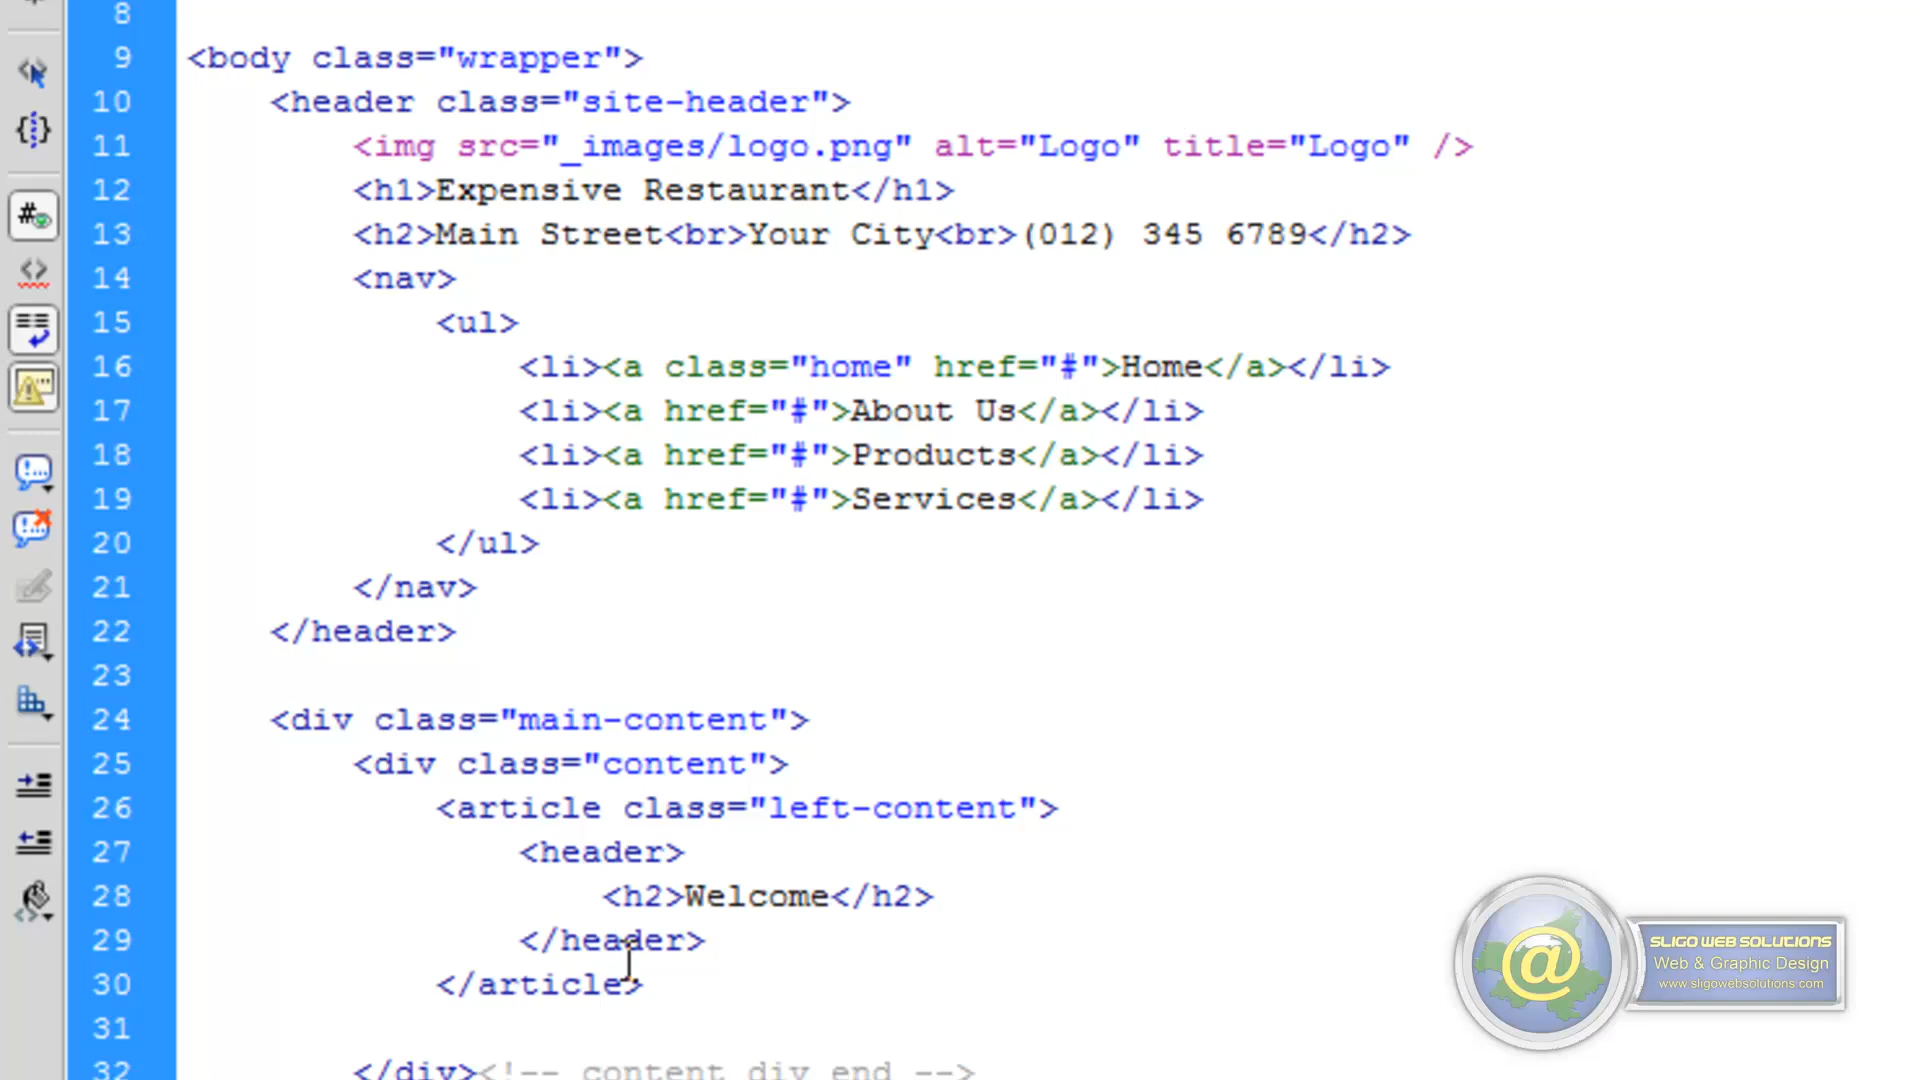 8
9 <body class="wrapper">
10 <header class="site-header">
11 <img src="_images/logo.png" alt="Logo" title="Logo" />
12 <h1>Expensive Restaurant</h1>
13 <h2>Main Street<br>Your City<br>(012) 345 6789</h2>
14 <nav>
15 <ul>
16 <li><a class="home" href="#">Home</a></li>
17 <li><a href="#">About Us</a></li>
18 <li><a href="#">Products</a></li>
19 <li><a href="#">Services</a></li>
20 </ul>
21 </nav>
22 </header>
23
24 <div class="main-content">
25 <div class="content">
26 <article class="left-content">
27 <header>
28 <h2>Welcome</h2>
29 </header>
30 </article>
31
32 </div><!-- content div end -->
@
SLIGO WEB SOLUTIONS
Web & Graphic Design
www.sligowebsolutions.com